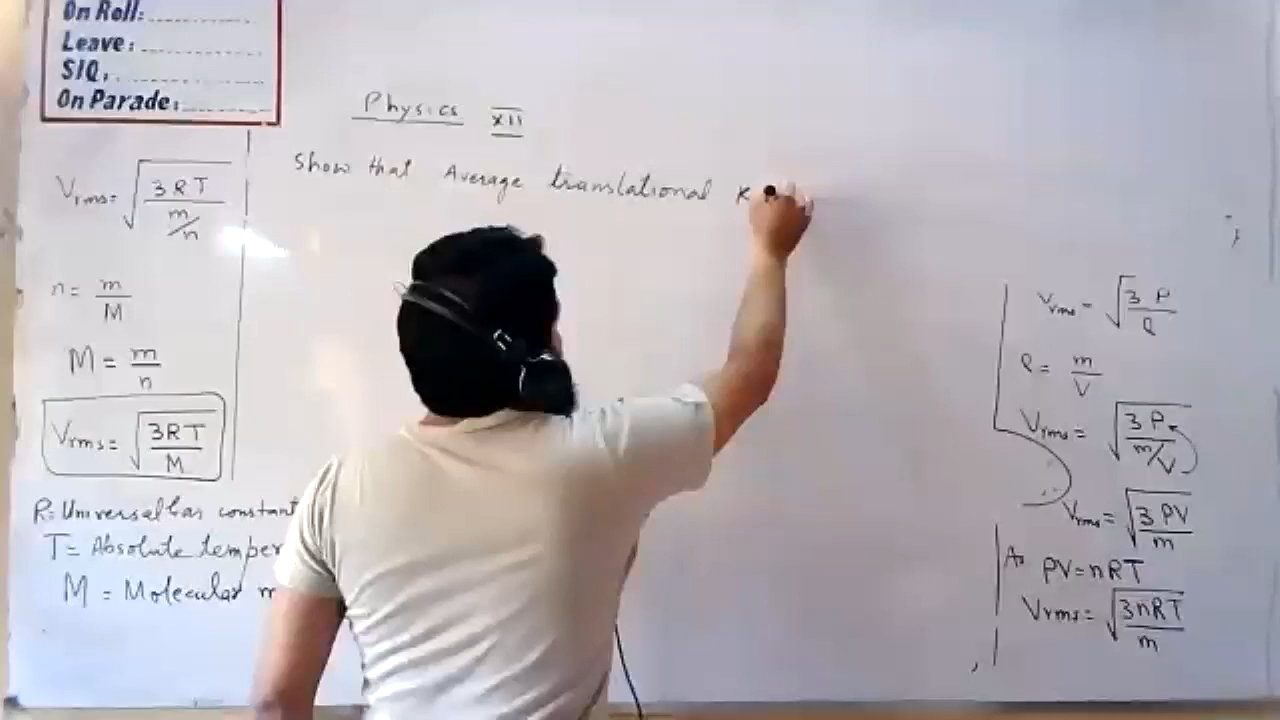 On Roll:
Leave:
SIQ.
On Parade:
Physics XII
Show that Average translational K
Vrms = √(3RT / (m/n))
n = m/M
M = m/n
Vrms = √(3RT/M)
R: Universal Gas constant
T = Absolute temper
M = Molecular m
Vrms = √(3P/ρ)
ρ = m/V
Vrms = √(3P / (m/V))
Vrms = √(3PV/m)
As PV = nRT
Vrms = √(3nRT/m)